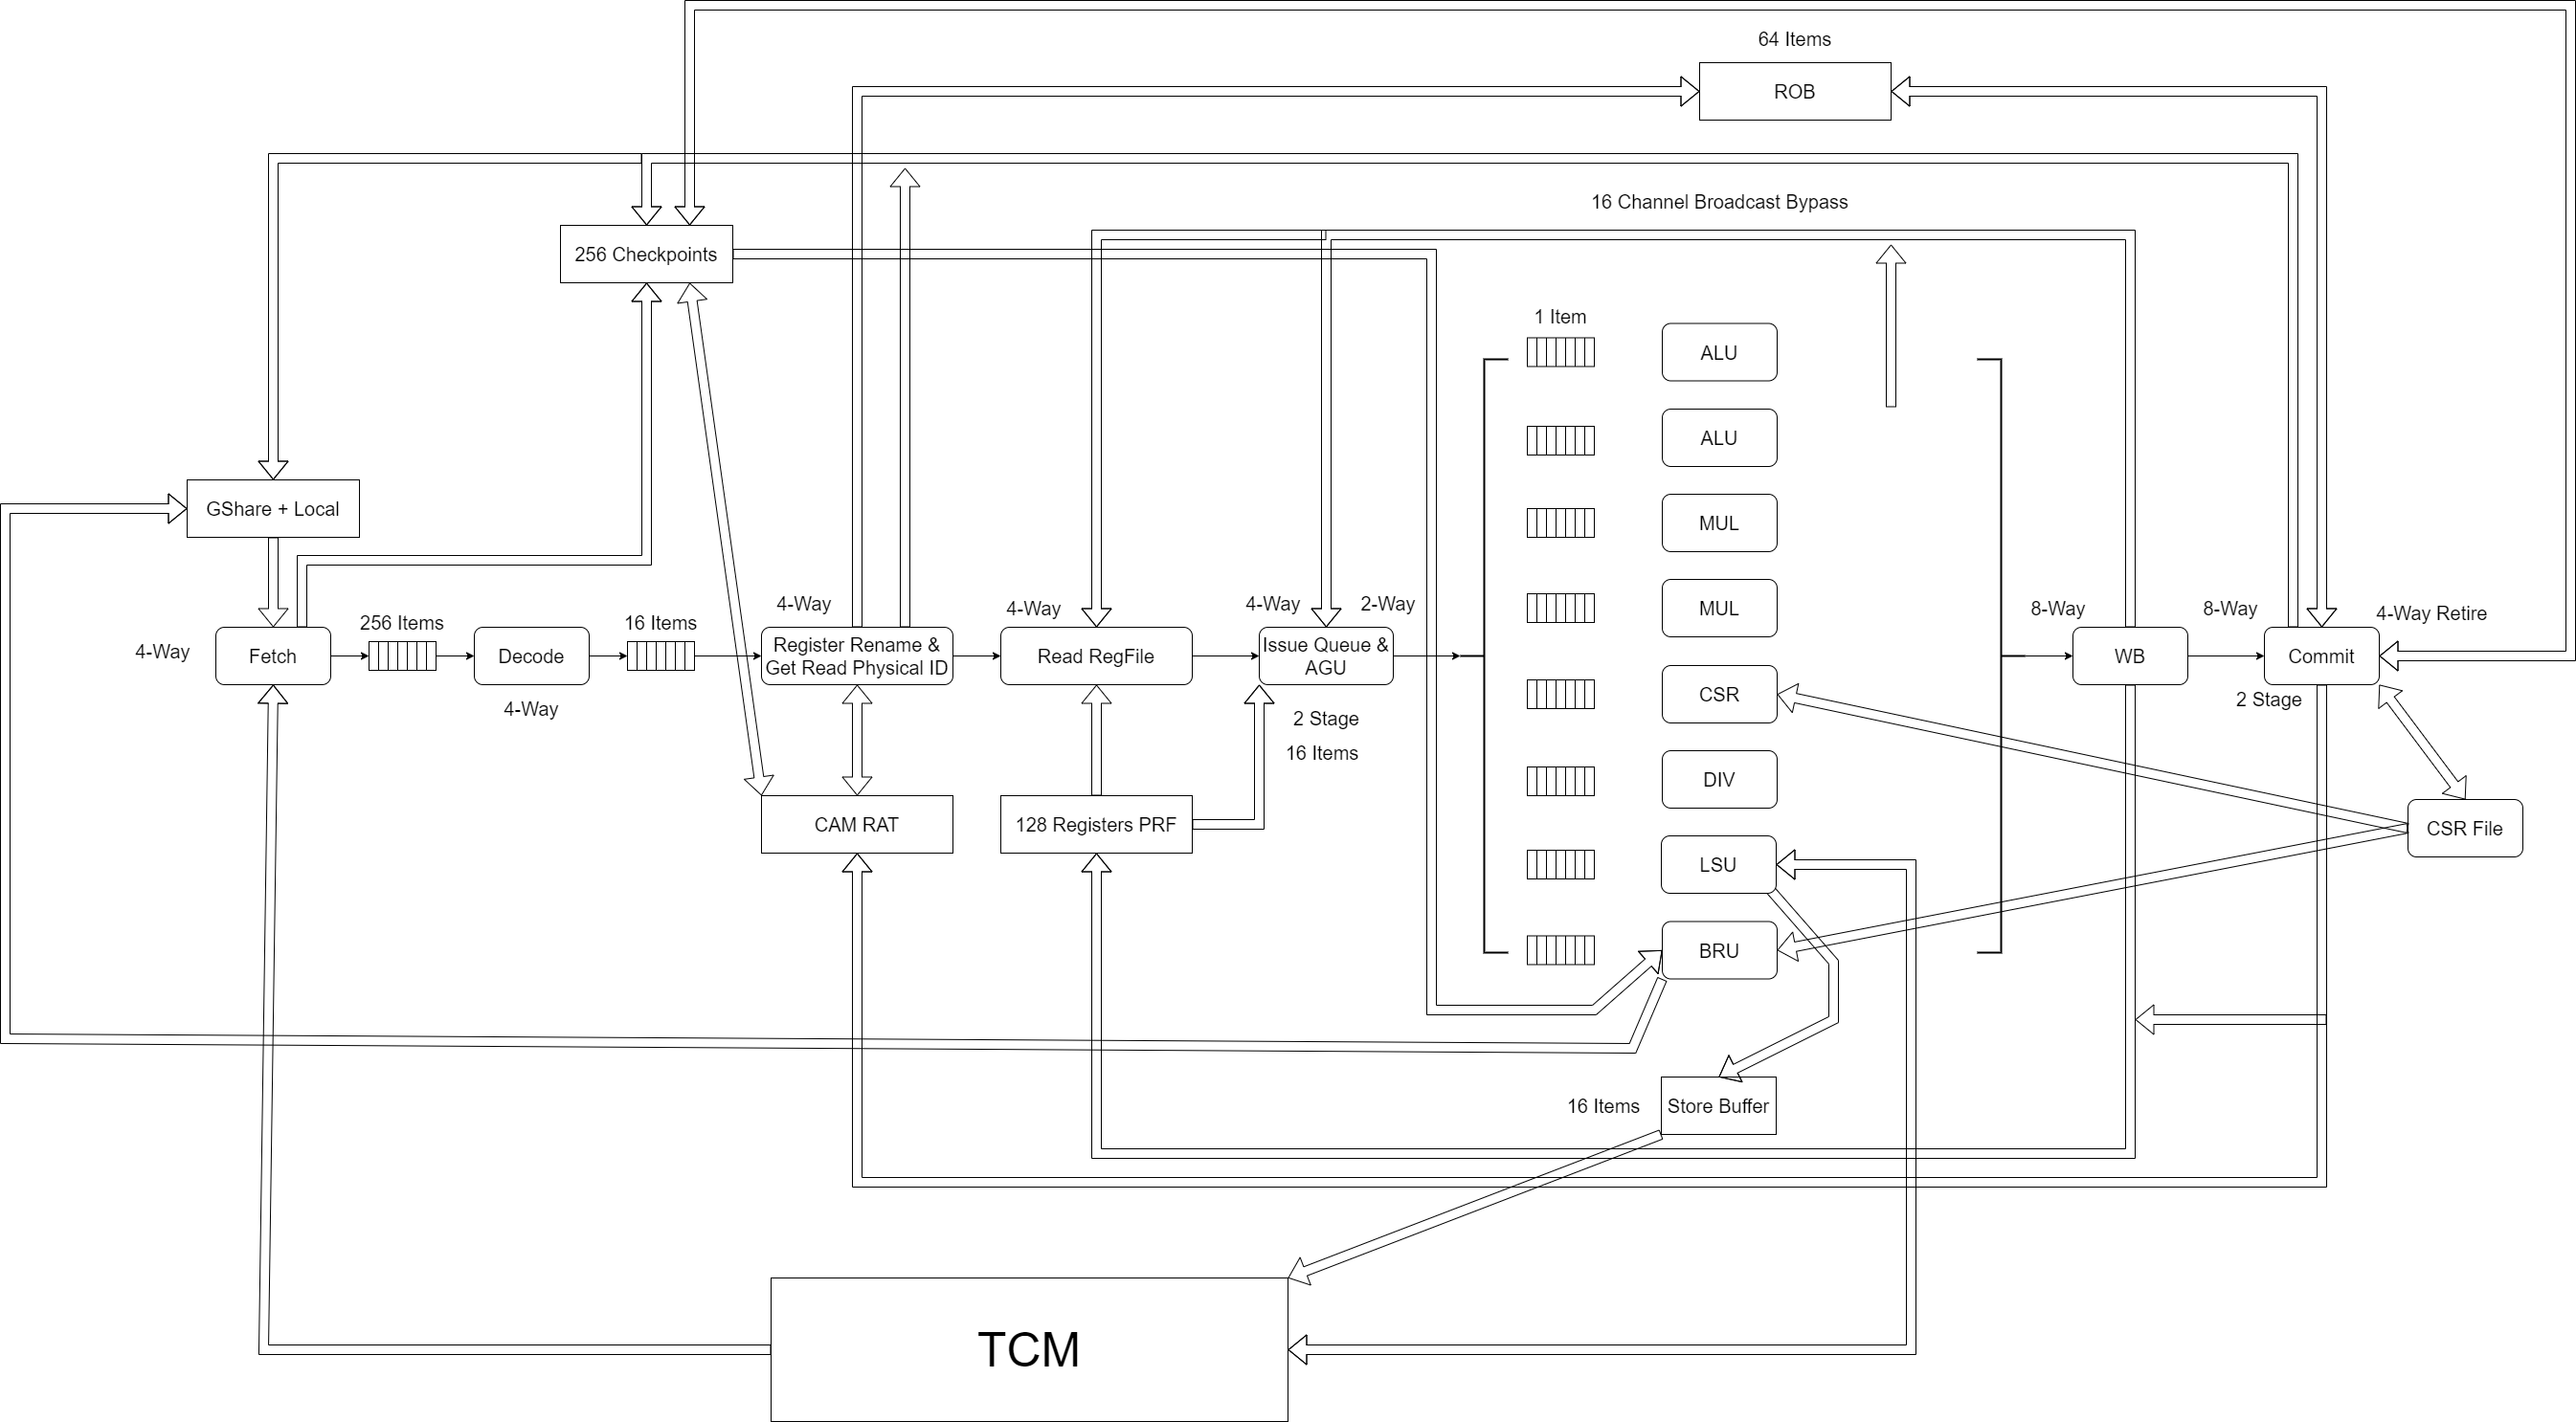 64 Items
ROB
16 Channel Broadcast Bypass
256 Checkpoints
1 Item
ALU
ALU
GShare + Local
MUL
4-Way
4-Way
4-Way
2-Way
MUL
8-Way
8-Way
4-Way Retire
256 Items
16 Items
4-Way
Fetch
Decode
Register Rename &
Get Read Physical ID
Read RegFile
Issue Queue &
AGU
WB
Commit
4-Way
2 Stage
16 Items
CSR
2 Stage
DIV
CAM RAT
128 Registers PRF
CSR File
LSU
BRU
16 Items
Store Buffer
TCM